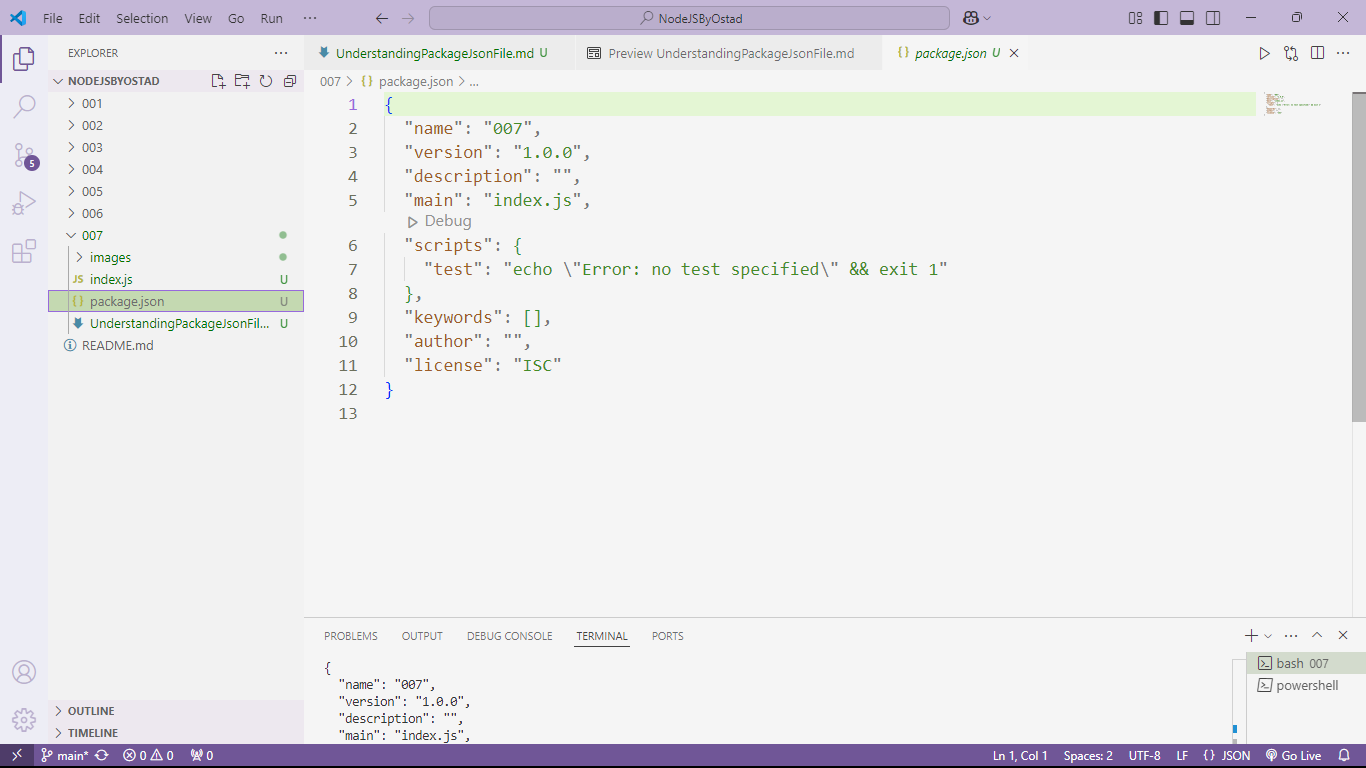 File Edit Selection View Go Run ···
NodeJSByOstad
EXPLORER ···
UnderstandingPackageJsonFile.md U
Preview UnderstandingPackageJsonFile.md
{} package.json U
NODEJSBYOSTAD
007 > {} package.json > ...
001
002
003
004
005
006
007
images
JS index.js U
{} package.json U
UnderstandingPackageJsonFil... U
README.md
5
1 {
2 "name": "007",
3 "version": "1.0.0",
4 "description": "",
5 "main": "index.js",
Debug
6 "scripts": {
7 "test": "echo \"Error: no test specified\" && exit 1"
8 },
9 "keywords": [],
10 "author": "",
11 "license": "ISC"
12 }
13
PROBLEMS OUTPUT DEBUG CONSOLE TERMINAL PORTS
{
"name": "007",
"version": "1.0.0",
"description": "",
"main": "index.js",
bash 007
powershell
OUTLINE
TIMELINE
main* 0 0 0 Ln 1, Col 1 Spaces: 2 UTF-8 LF {} JSON Go Live